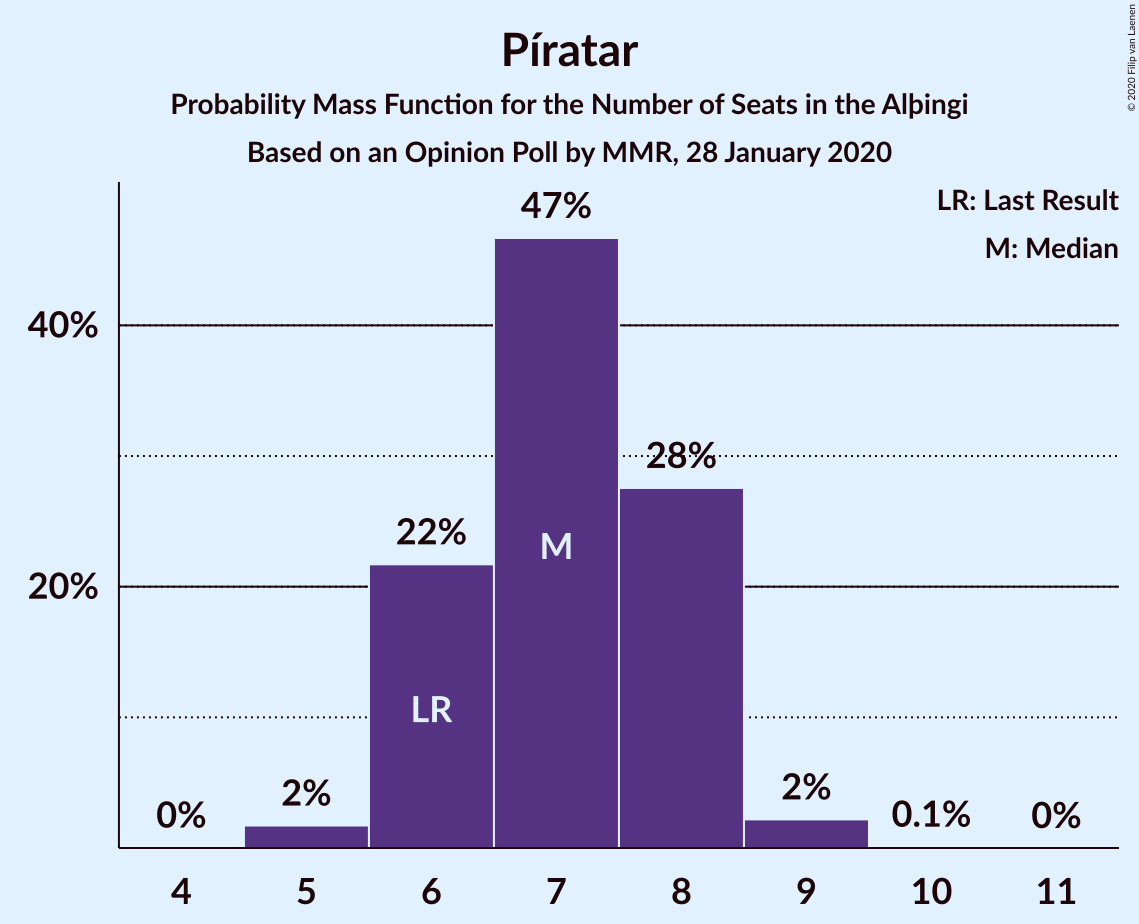 Píratar
Probability Mass Function for the Number of Seats in the Alþingi
Based on an Opinion Poll by MMR, 28 January 2020
© 2020 Filip van Laenen
LR: Last Result
M: Median
47%
40%
28%
22%
M
20%
LR
2%
2%
0%
0.1%
0%
4 5 6 7 8 9 10 11